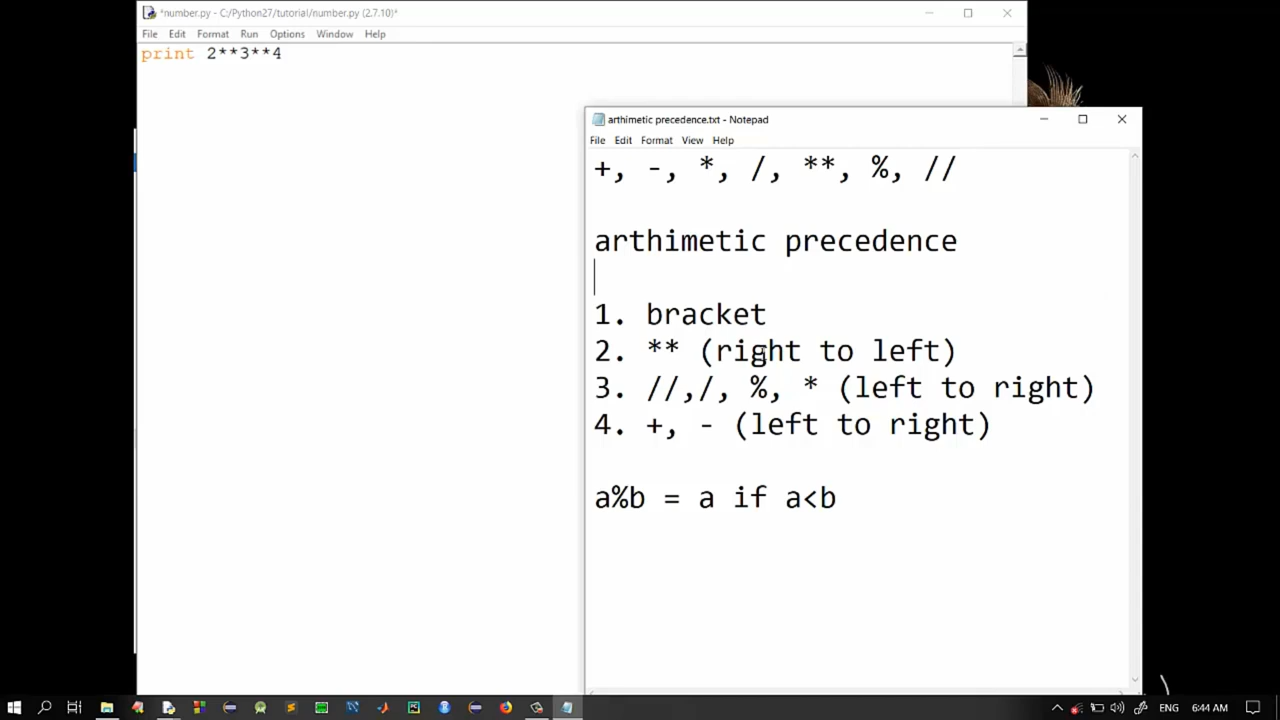 *number.py - C:/Python27/tutorial/number.py (2.7.10)*
File Edit Format Run Options Window Help
print 2**3**4
arthimetic precedence.txt - Notepad
File Edit Format View Help
+, -, *, /, **, %, //
arthimetic precedence
1. bracket
2. ** (right to left)
3. //,/, %, * (left to right)
4. +, - (left to right)
a%b = a if a<b
ENG 6:44 AM